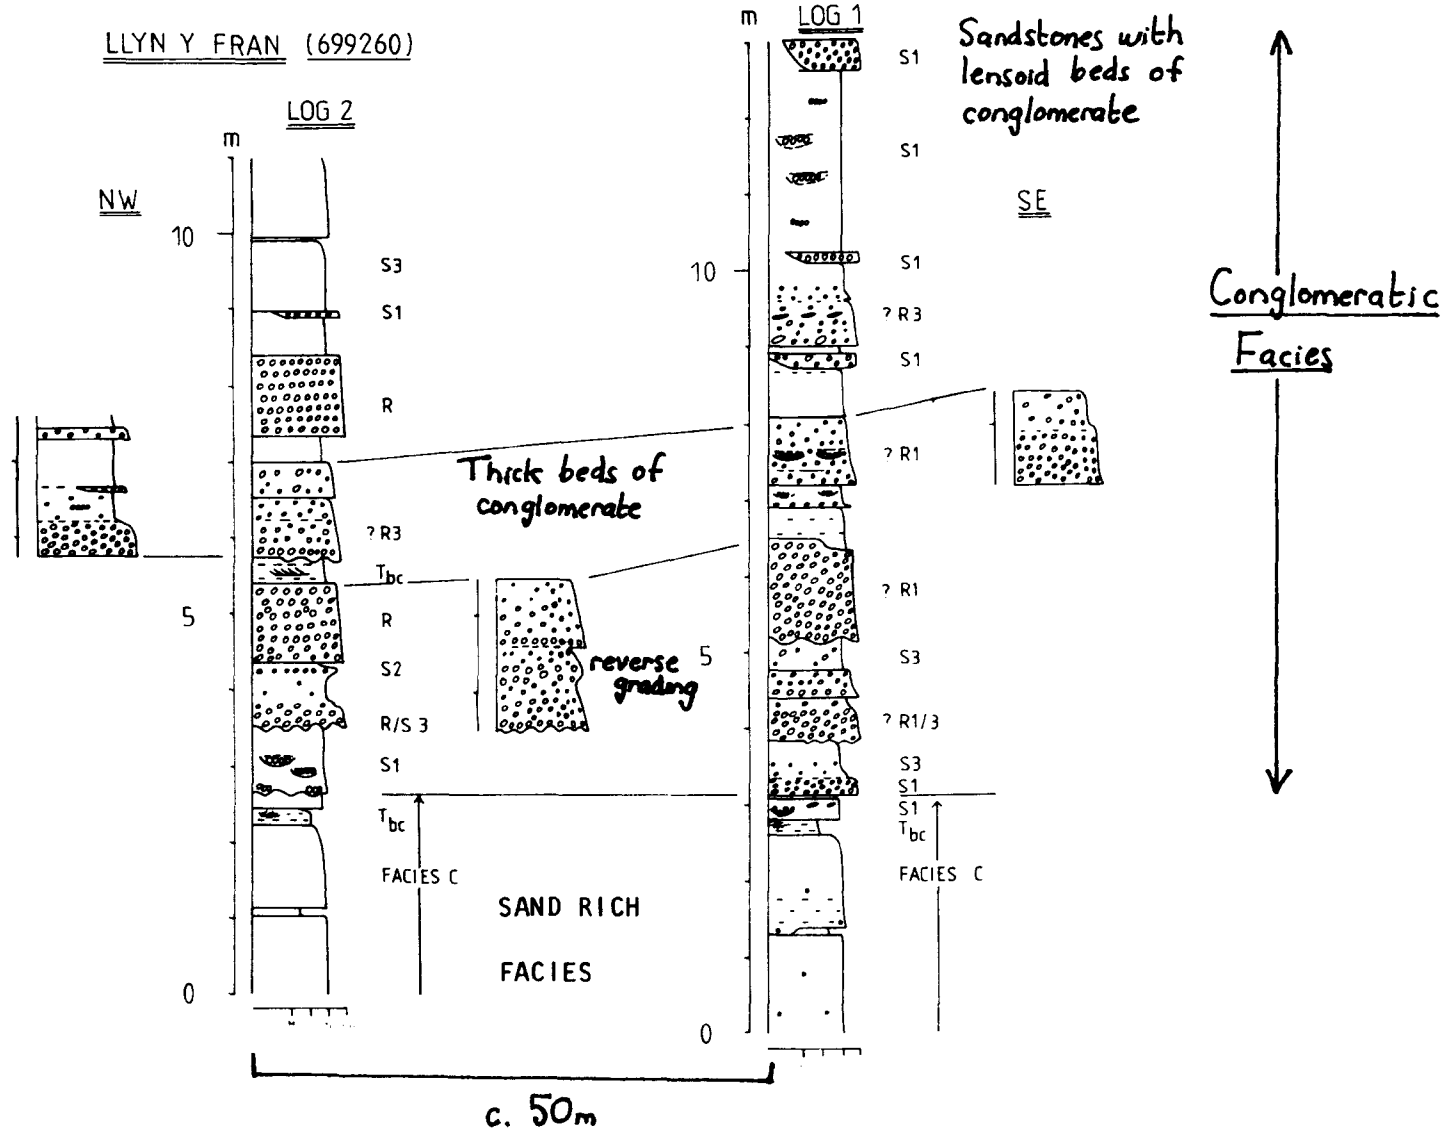 LLYN Y FRAN (699260)
LOG 2
m
NW
10
S3
S1
R
? R3
Tbc
5
R
S2
R/S 3
S1
Tbc
FACIES C
0
Thick beds of
conglomerate
reverse
grading
SAND RICH
FACIES
c. 50m
m
LOG 1
S1
S1
10
S1
? R3
S1
? R1
? R1
5
S3
? R1/3
S3
S1
S1
Tbc
FACIES C
0
Sandstones with
lensoid beds of
conglomerate
SE
Conglomeratic
Facies